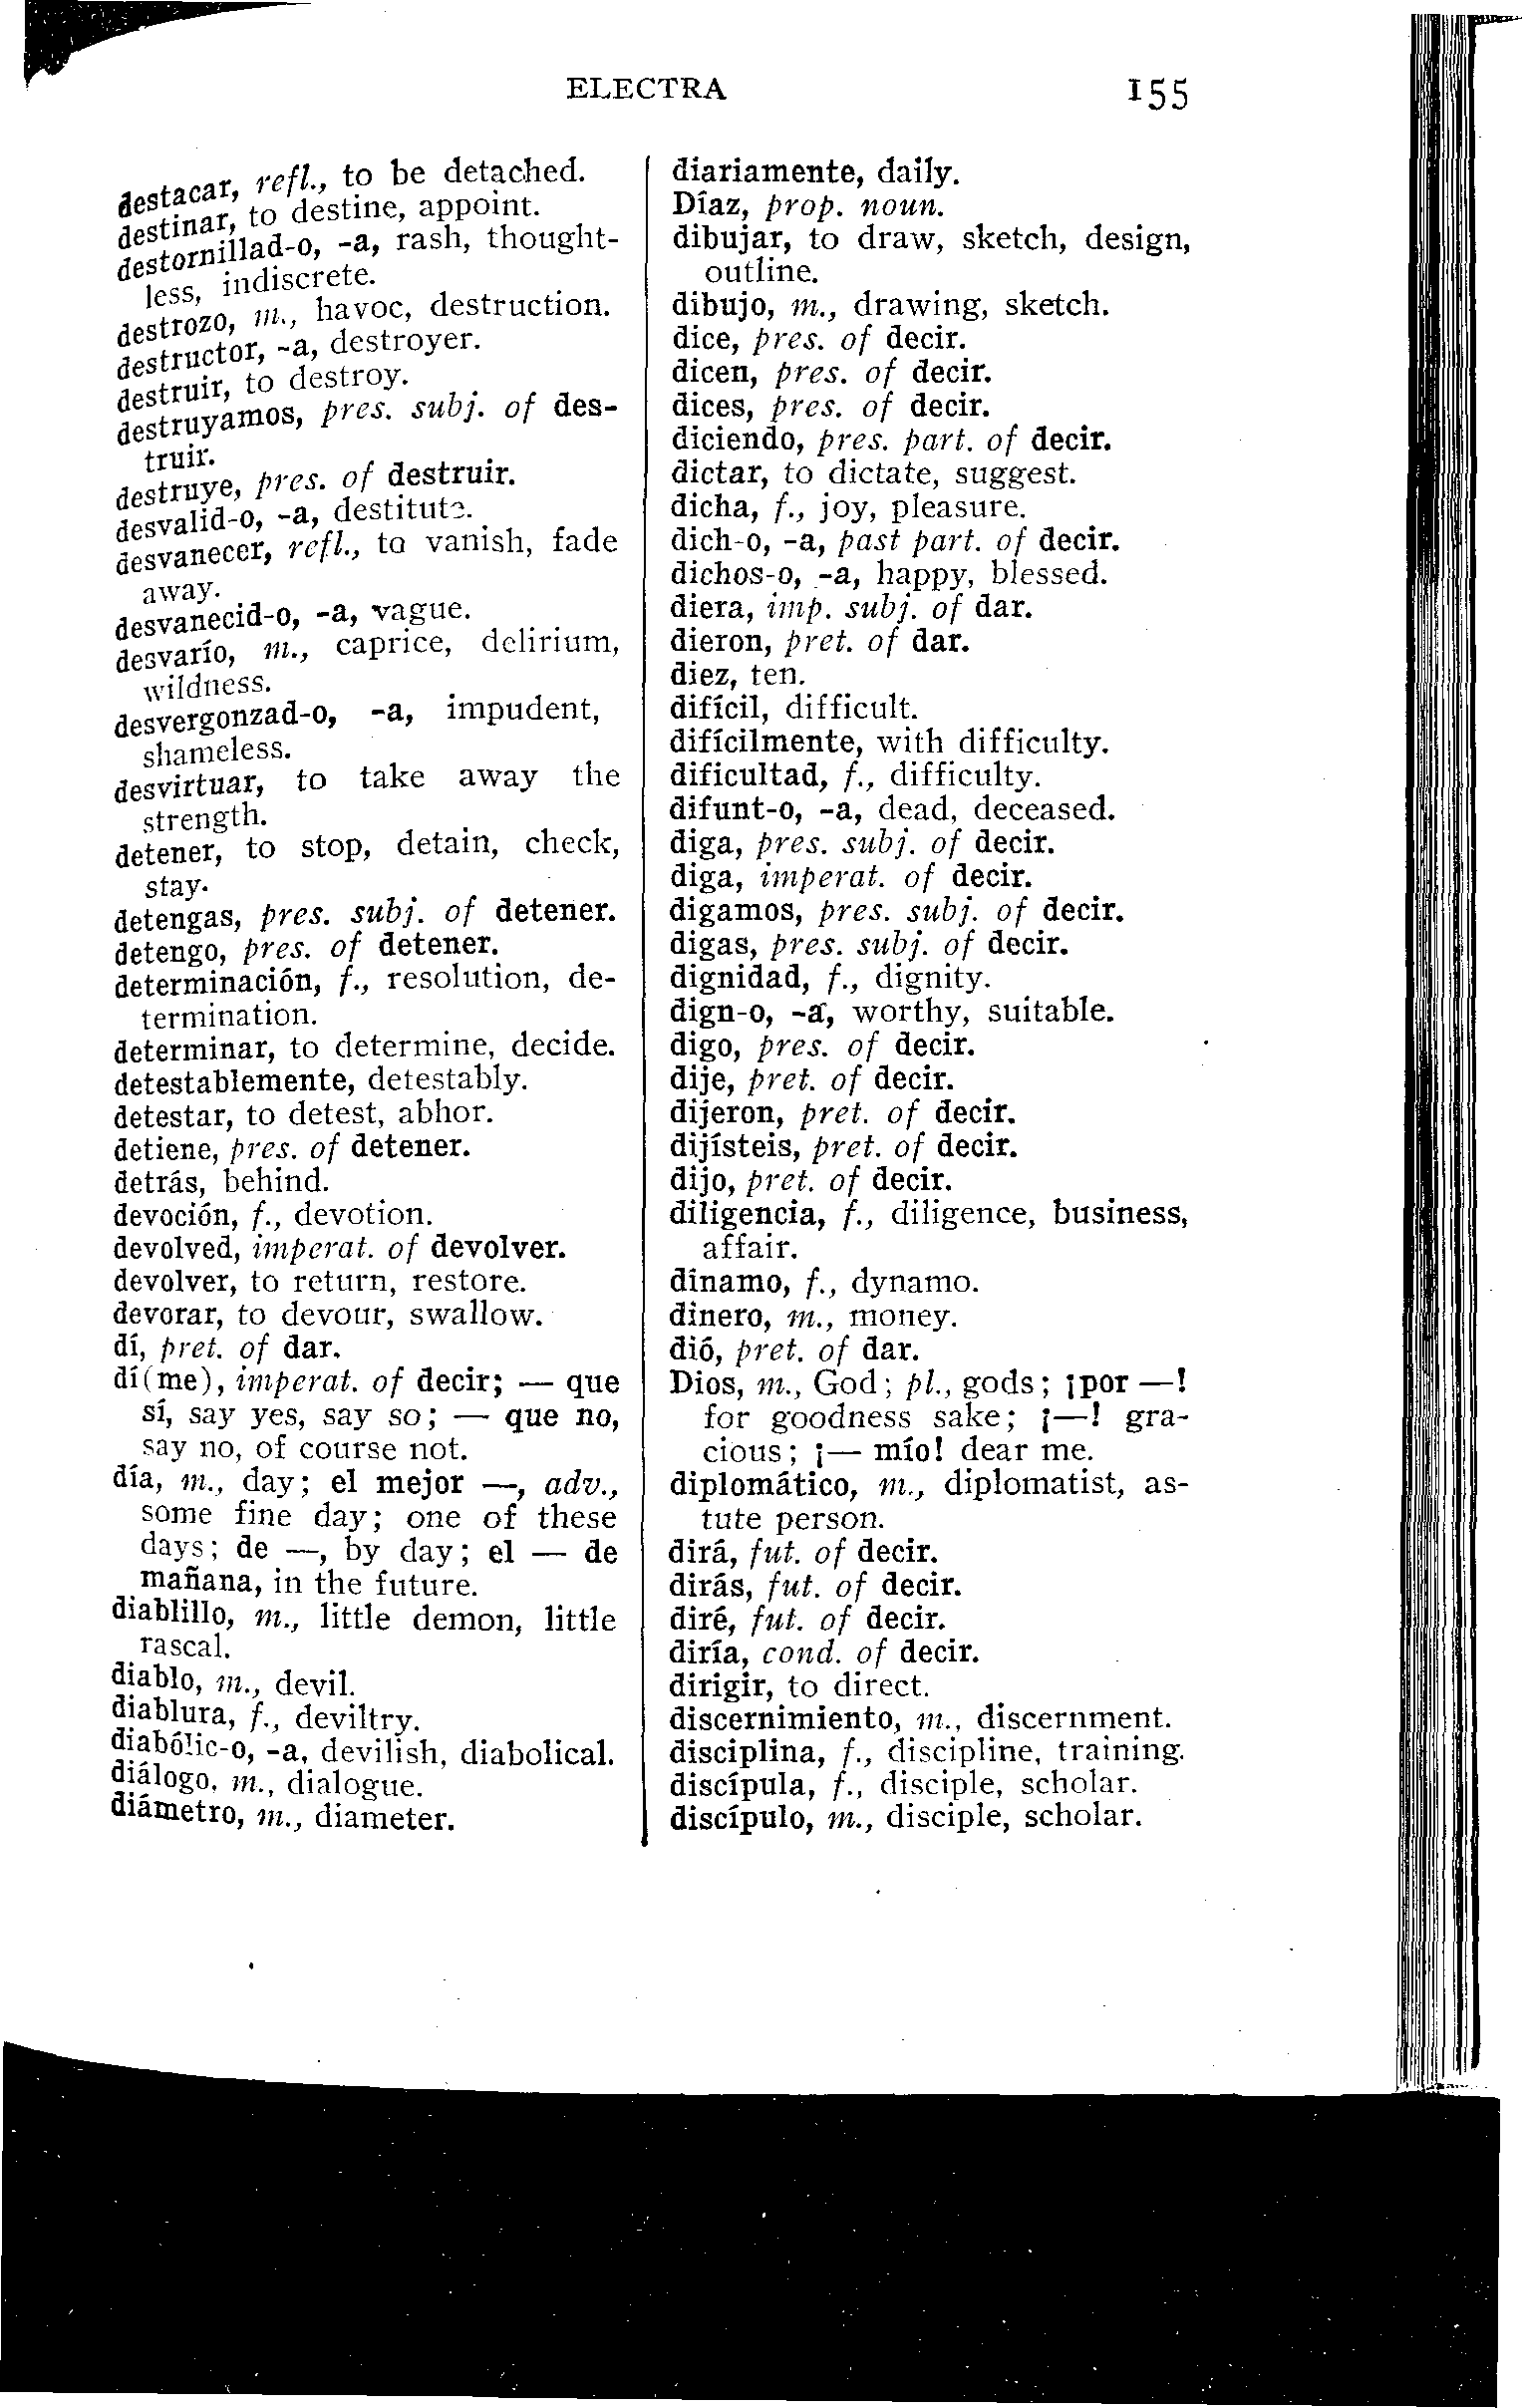 ELECTRA
155
destacar, refl., to be detached.
destinar, to destine, appoint.
destornillad-o, -a, rash, thought-
less, indiscrete.
destrozo, m., havoc, destruction.
destructor, -a, destroyer.
destruir, to destroy.
destruyamos, pres. subj. of des-
truir.
destruye, pres. of destruir.
desvalid-o, -a, destitute.
desvanecer, refl., to vanish, fade
away.
desvanecid-o, -a, vague.
desvarío, m., caprice, delirium,
wildness.
desvergonzad-o, -a, impudent,
shameless.
desvirtuar, to take away the
strength.
detener, to stop, detain, check,
stay.
detengas, pres. subj. of detener.
detengo, pres. of detener.
determinación, f., resolution, de-
termination.
determinar, to determine, decide.
detestablemente, detestably.
detestar, to detest, abhor.
detiene, pres. of detener.
detrás, behind.
devoción, f., devotion.
devolved, imperat. of devolver.
devolver, to return, restore.
devorar, to devour, swallow.
dí, pret. of dar.
dí(me), imperat. of decir; — que
sí, say yes, say so; — que no,
say no, of course not.
día, m., day; el mejor —, adv.,
some fine day; one of these
days; de —, by day; el — de
mañana, in the future.
diablillo, m., little demon, little
rascal.
diablo, m., devil.
diablura, f., deviltry.
diabólic-o, -a, devilish, diabolical.
diálogo, m., dialogue.
diámetro, m., diameter.
diariamente, daily.
Díaz, prop. noun.
dibujar, to draw, sketch, design,
outline.
dibujo, m., drawing, sketch.
dice, pres. of decir.
dicen, pres. of decir.
dices, pres. of decir.
diciendo, pres. part. of decir.
dictar, to dictate, suggest.
dicha, f., joy, pleasure.
dich-o, -a, past part. of decir.
dichos-o, -a, happy, blessed.
diera, imp. subj. of dar.
dieron, pret. of dar.
diez, ten.
difícil, difficult.
difícilmente, with difficulty.
dificultad, f., difficulty.
difunt-o, -a, dead, deceased.
diga, pres. subj. of decir.
diga, imperat. of decir.
digamos, pres. subj. of decir.
digas, pres. subj. of decir.
dignidad, f., dignity.
dign-o, -a, worthy, suitable.
digo, pres. of decir.
dije, pret. of decir.
dijeron, pret. of decir.
dijísteis, pret. of decir.
dijo, pret. of decir.
diligencia, f., diligence, business,
affair.
dínamo, f., dynamo.
dinero, m., money.
dió, pret. of dar.
Dios, m., God; pl., gods; ¡por —!
for goodness sake; ¡—! gra-
cious; ¡— mío! dear me.
diplomático, m., diplomatist, as-
tute person.
dirá, fut. of decir.
dirás, fut. of decir.
diré, fut. of decir.
diría, cond. of decir.
dirigir, to direct.
discernimiento, m., discernment.
disciplina, f., discipline, training.
discípula, f., disciple, scholar.
discípulo, m., disciple, scholar.